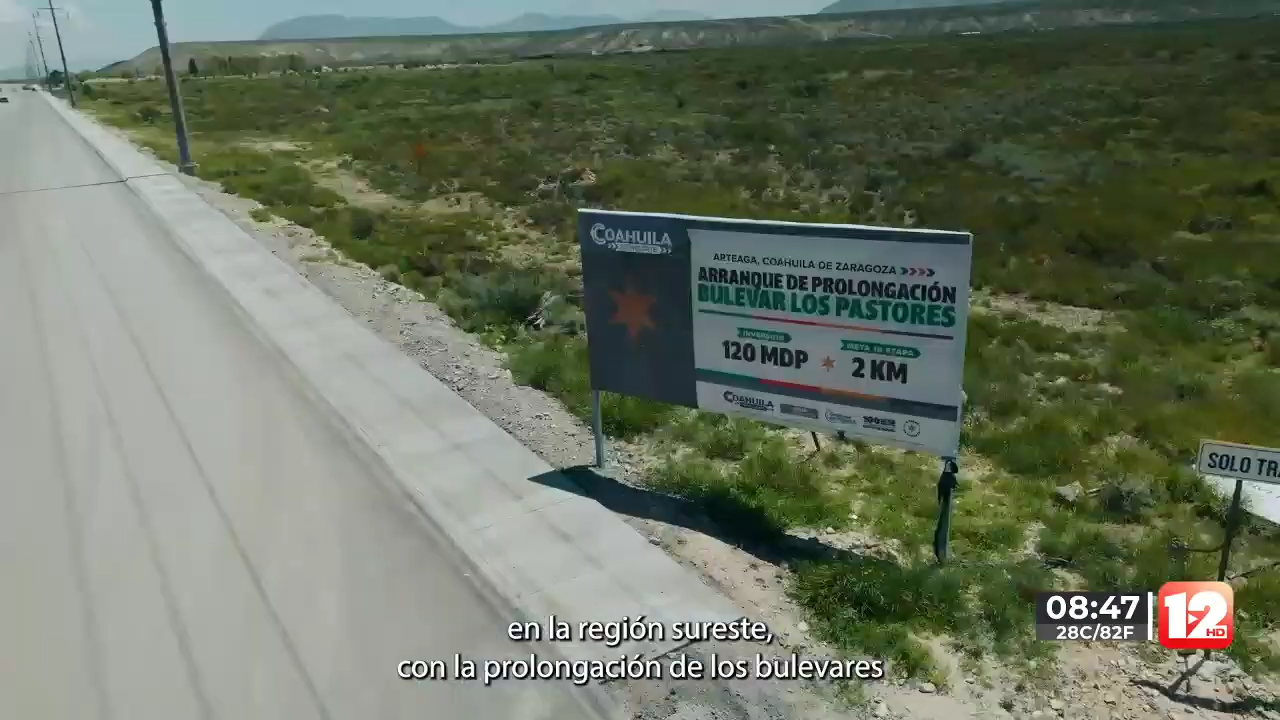 COAHUILA
ARTEAGA, COAHUILA DE ZARAGOZA
ARRANQUE DE PROLONGACIÓN
BULEVAR LOS PASTORES
INVERSIÓN
120 MDP
META 1ª ETAPA
2 KM
COAHUILA
SOLO TRA
08:47
28C/82F
12
HD
en la región sureste,
con la prolongación de los bulevares